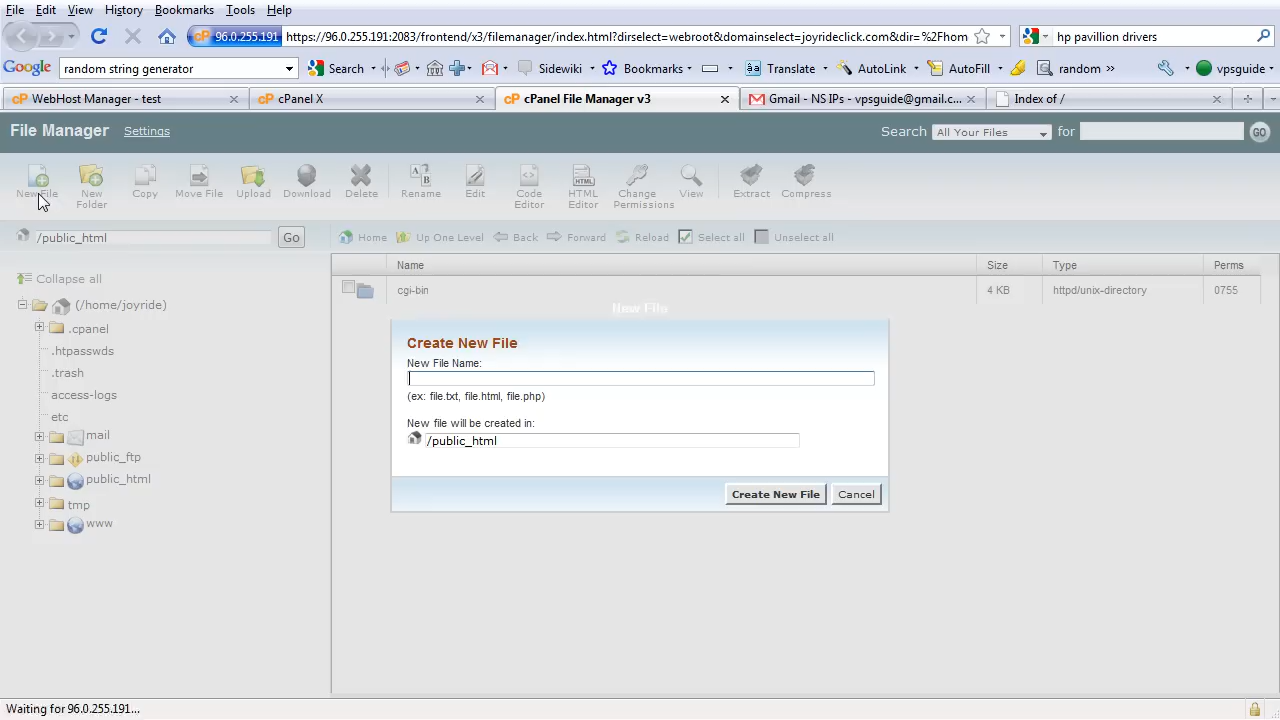 File Edit View History Bookmarks Tools Help
96.0.255.191 https://96.0.255.191:2083/frontend/x3/filemanager/index.html?dirselect=webroot&domainselect=joyrideclick.com&dir=%2Fhom hp pavillion drivers
Google random string generator Search Sidewiki Bookmarks Translate AutoLink AutoFill random » vpsguide
WebHost Manager - test cPanel X cPanel File Manager v3 Gmail - NS IPs - vpsguide@gmail.c... Index of /
File Manager Settings Search All Your Files for GO
New File New Folder Copy Move File Upload Download Delete Rename Edit Code Editor HTML Editor Change Permissions View Extract Compress
/public_html Go Home Up One Level Back Forward Reload Select all Unselect all
Name Size Type Perms
Collapse all
cgi-bin 4 KB httpd/unix-directory 0755
(/home/joyride)
.cpanel
.htpasswds
.trash
access-logs
etc
mail
public_ftp
public_html
tmp
www
New File
Create New File
New File Name:
(ex: file.txt, file.html, file.php)
New file will be created in:
/public_html
Create New File Cancel
Waiting for 96.0.255.191...